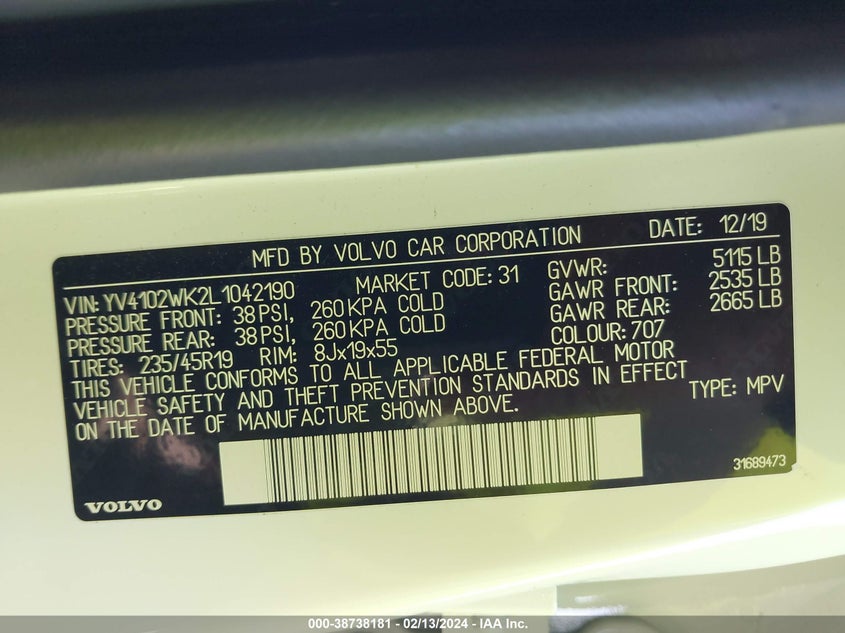 MFD BY VOLVO CAR CORPORATION DATE: 12/19
VIN: YV4102WK2L1042190 MARKET CODE: 31 GVWR: 5115 LB
PRESSURE FRONT: 38 PSI, 260 KPA COLD GAWR FRONT: 2535 LB
PRESSURE REAR: 38 PSI, 260 KPA COLD GAWR REAR: 2665 LB
TIRES: 235/45R19 RIM: 8Jx19x55 COLOUR: 707
THIS VEHICLE CONFORMS TO ALL APPLICABLE FEDERAL MOTOR
VEHICLE SAFETY AND THEFT PREVENTION STANDARDS IN EFFECT
ON THE DATE OF MANUFACTURE SHOWN ABOVE. TYPE: MPV
31689473
VOLVO
000-38738181 - 02/13/2024 - IAA Inc.